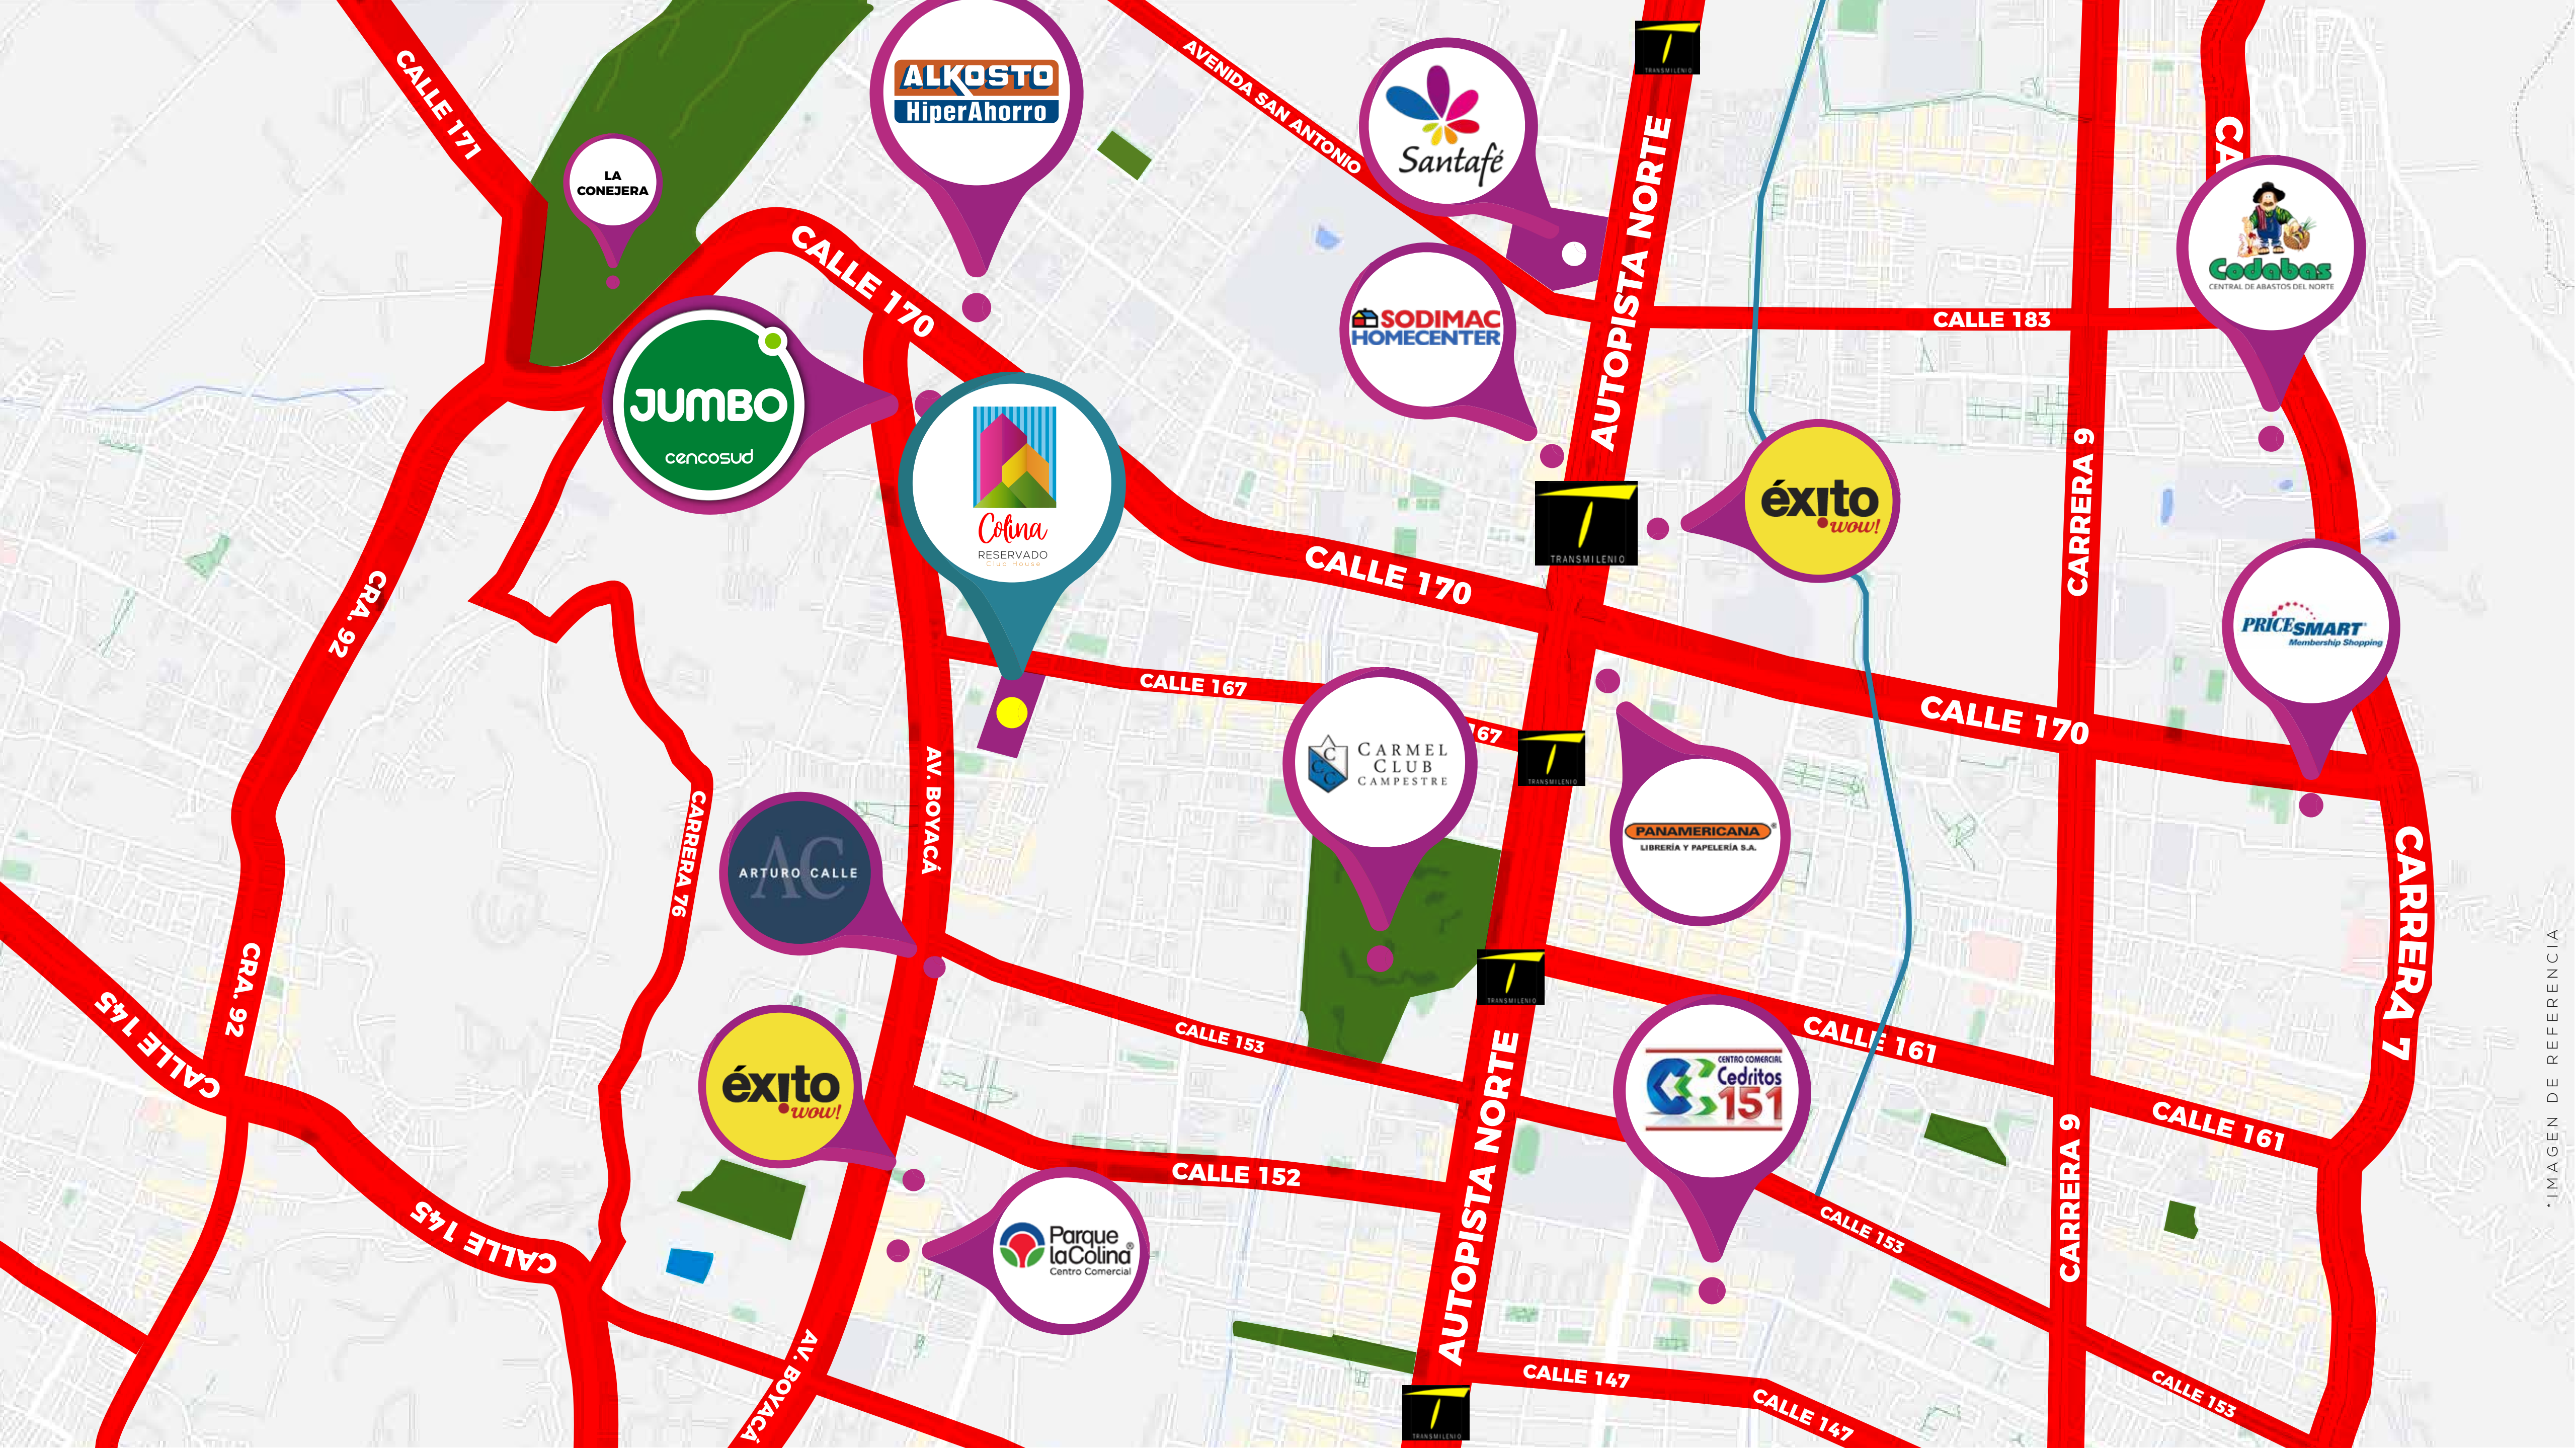 CALLE 171
LA
CONEJERA
ALKOSTO
HiperAhorro
AVENIDA SAN ANTONIO
Santafé
TRANSMILENIO
AUTOPISTA NORTE
CA
Codabas
CENTRAL DE ABASTOS DEL NORTE
CALLE 170
SODIMAC
HOMECENTER
CALLE 183
JUMBO
cencosud
Colina
RESERVADO
Club House
TRANSMILENIO
éxito
wow!
CARRERA 9
CRA. 92
CALLE 170
PRICESMART
Membership Shopping
CALLE 167
167
CARMEL
CLUB
CAMPESTRE
C
C C
C
TRANSMILENIO
CALLE 170
AV. BOYACÁ
CARRERA 76
AC
ARTURO CALLE
PANAMERICANA®
LIBRERÍA Y PAPELERÍA S.A.
CARRERA 7
CRA. 92
CALLE 145
TRANSMILENIO
CALLE 153
CALLE 161
éxito
wow!
CENTRO COMERCIAL
Cedritos
151
CALLE 161
AUTOPISTA NORTE
CARRERA 9
CALLE 152
CALLE 145
Parque
laColina®
Centro Comercial
CALLE 153
AV. BOYACÁ
CALLE 147
CALLE 147
CALLE 153
TRANSMILENIO
* IMAGEN DE REFERENCIA